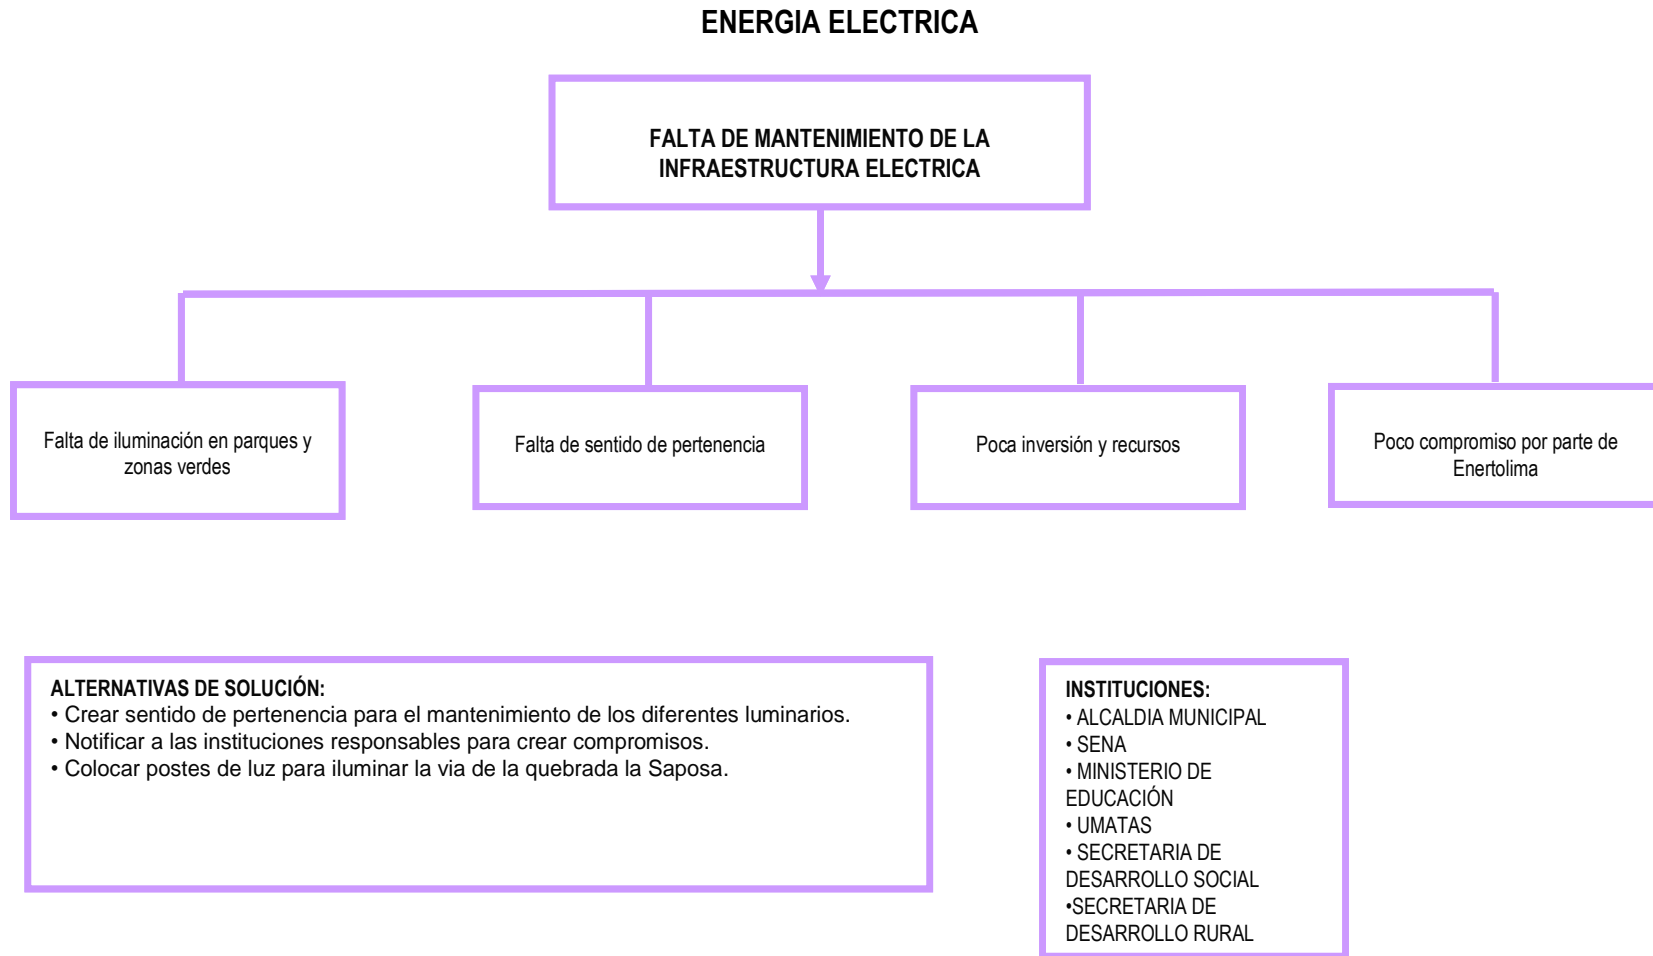 ENERGIA ELECTRICA
FALTA DE MANTENIMIENTO DE LA
INFRAESTRUCTURA ELECTRICA
Falta de iluminación en parques y
zonas verdes
Falta de sentido de pertenencia
Poca inversión y recursos
Poco compromiso por parte de
Enertolima
ALTERNATIVAS DE SOLUCIÓN:
• Crear sentido de pertenencia para el mantenimiento de los diferentes luminarios.
• Notificar a las instituciones responsables para crear compromisos.
• Colocar postes de luz para iluminar la via de la quebrada la Saposa.
INSTITUCIONES:
• ALCALDIA MUNICIPAL
• SENA
• MINISTERIO DE
EDUCACIÓN
• UMATAS
• SECRETARIA DE
DESARROLLO SOCIAL
•SECRETARIA DE
DESARROLLO RURAL